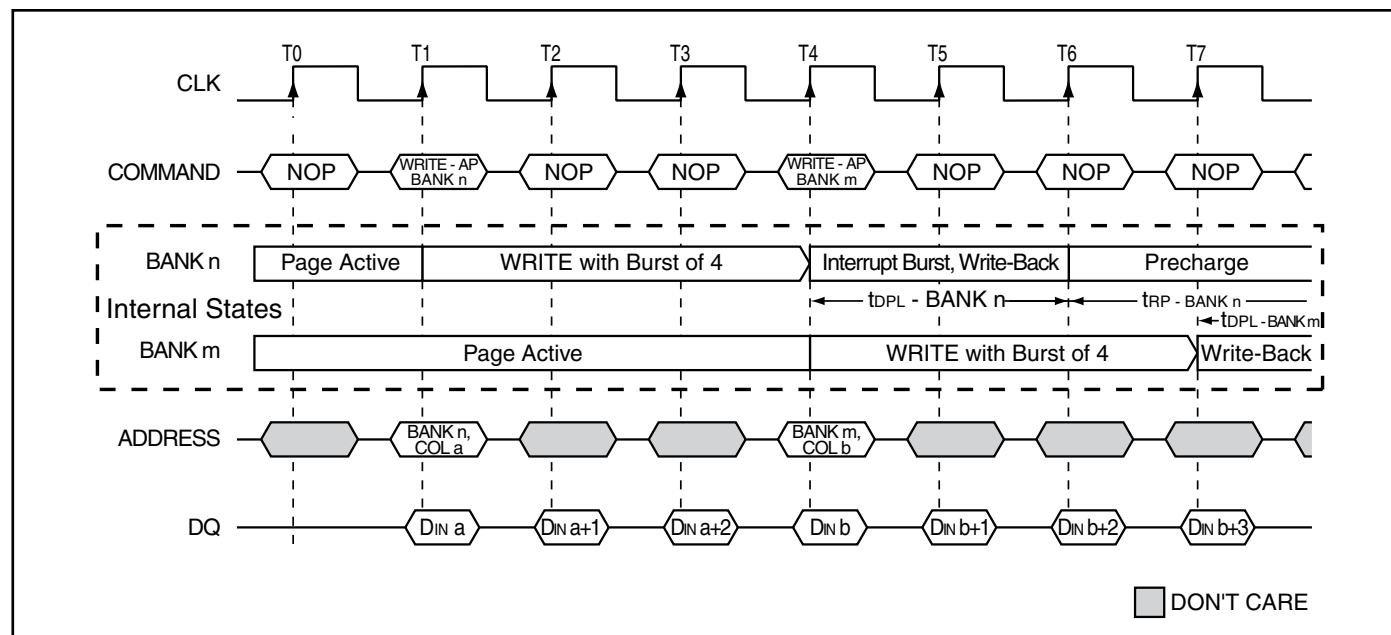 T0 T1 T2 T3 T4 T5 T6 T7
CLK
COMMAND NOP WRITE - AP BANK n NOP NOP WRITE - AP BANK m NOP NOP NOP
BANK n Page Active WRITE with Burst of 4 Interrupt Burst, Write-Back Precharge
Internal States tDPL - BANK n tRP - BANK n
tDPL - BANK m
BANK m Page Active WRITE with Burst of 4 Write-Back
ADDRESS BANK n, COL a BANK m, COL b
DQ DIN a DIN a+1 DIN a+2 DIN b DIN b+1 DIN b+2 DIN b+3
DON'T CARE